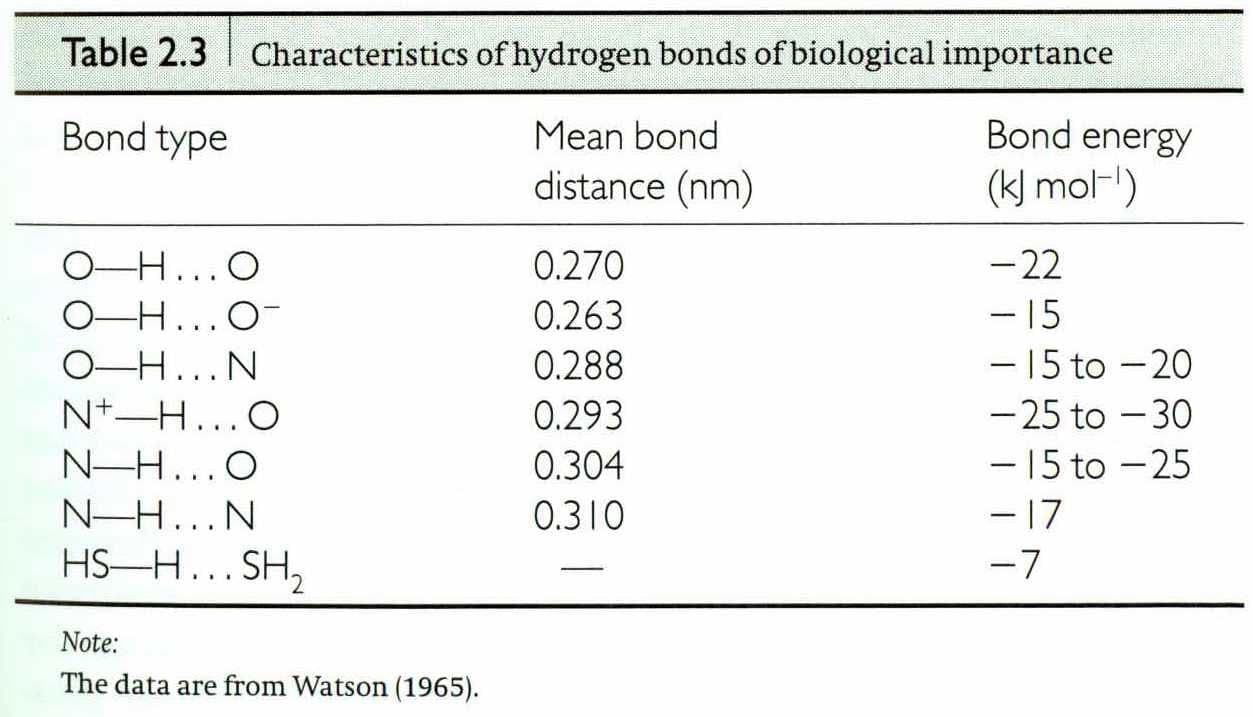 Table 2.3 Characteristics of hydrogen bonds of biological importance
Bond type Mean bond distance (nm) Bond energy (kJ mol⁻¹)
O—H...O 0.270 −22
O—H...O⁻ 0.263 −15
O—H...N 0.288 −15 to −20
N⁺—H...O 0.293 −25 to −30
N—H...O 0.304 −15 to −25
N—H...N 0.310 −17
HS—H...SH₂ — −7
Note:
The data are from Watson (1965).